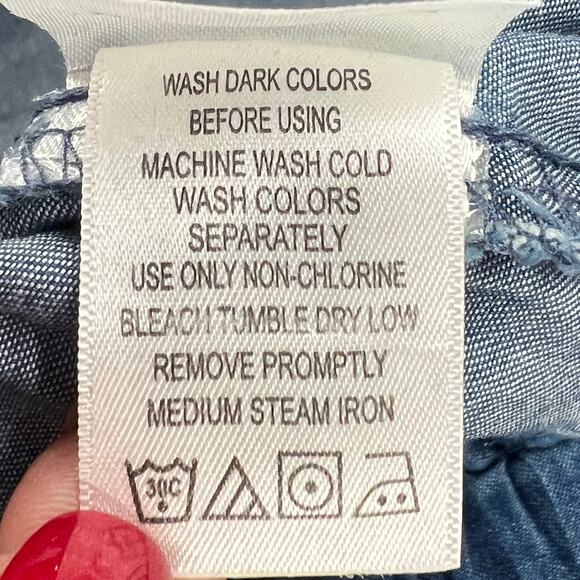 WASH DARK COLORS
BEFORE USING
MACHINE WASH COLD
WASH COLORS
SEPARATELY
USE ONLY NON-CHLORINE
BLEACH TUMBLE DRY LOW
REMOVE PROMPTLY
MEDIUM STEAM IRON
30C